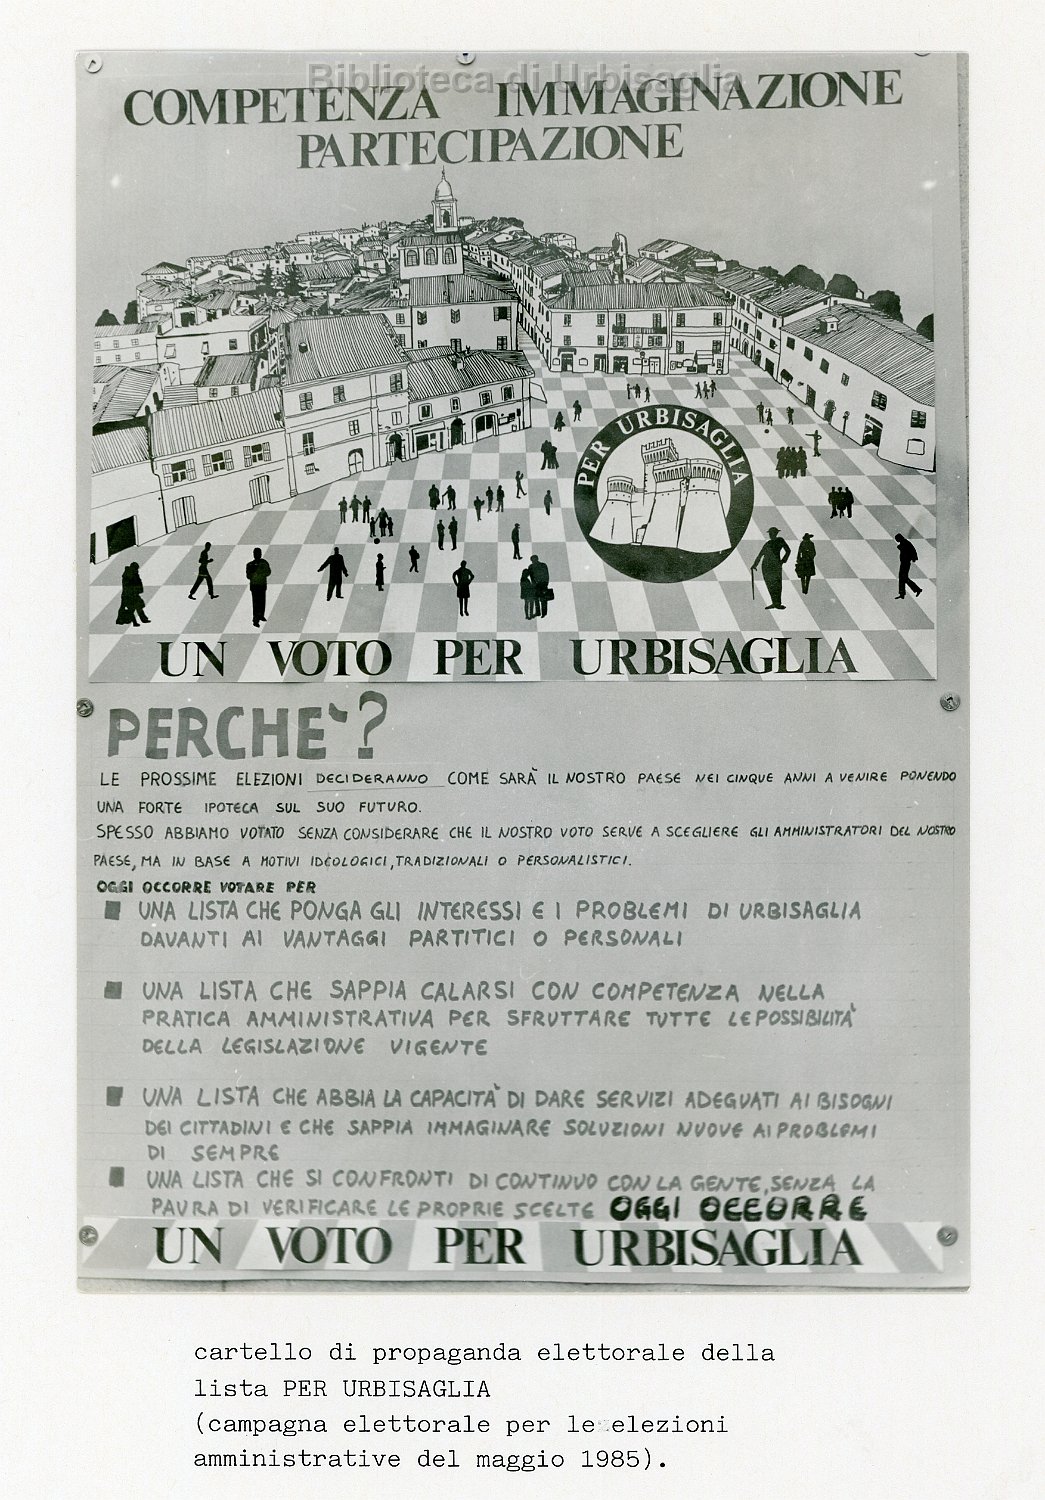 Biblioteca di Urbisaglia
COMPETENZA IMMAGINAZIONE
PARTECIPAZIONE
PER URBISAGLIA
UN VOTO PER URBISAGLIA
PERCHE'?
LE PROSSIME ELEZIONI DECIDERANNO COME SARÀ IL NOSTRO PAESE NEI CINQUE ANNI A VENIRE PONENDO
UNA FORTE IPOTECA SUL SUO FUTURO.
SPESSO ABBIAMO VOTATO SENZA CONSIDERARE CHE IL NOSTRO VOTO SERVE A SCEGLIERE GLI AMMINISTRATORI DEL NOSTRO
PAESE, MA IN BASE A MOTIVI IDEOLOGICI, TRADIZIONALI O PERSONALISTICI.
OGGI OCCORRE VOTARE PER
■ UNA LISTA CHE PONGA GLI INTERESSI E I PROBLEMI DI URBISAGLIA
DAVANTI AI VANTAGGI PARTITICI O PERSONALI
■ UNA LISTA CHE SAPPIA CALARSI CON COMPETENZA NELLA
PRATICA AMMINISTRATIVA PER SFRUTTARE TUTTE LE POSSIBILITÀ
DELLA LEGISLAZIONE VIGENTE
■ UNA LISTA CHE ABBIA LA CAPACITÀ DI DARE SERVIZI ADEGUATI AI BISOGNI
DEI CITTADINI E CHE SAPPIA IMMAGINARE SOLUZIONI NUOVE AI PROBLEMI
DI SEMPRE
■ UNA LISTA CHE SI CONFRONTI DI CONTINUO CON LA GENTE, SENZA LA
PAURA DI VERIFICARE LE PROPRIE SCELTE OGGI OCCORRE
UN VOTO PER URBISAGLIA
cartello di propaganda elettorale della
lista PER URBISAGLIA
(campagna elettorale per le elezioni
amministrative del maggio 1985).